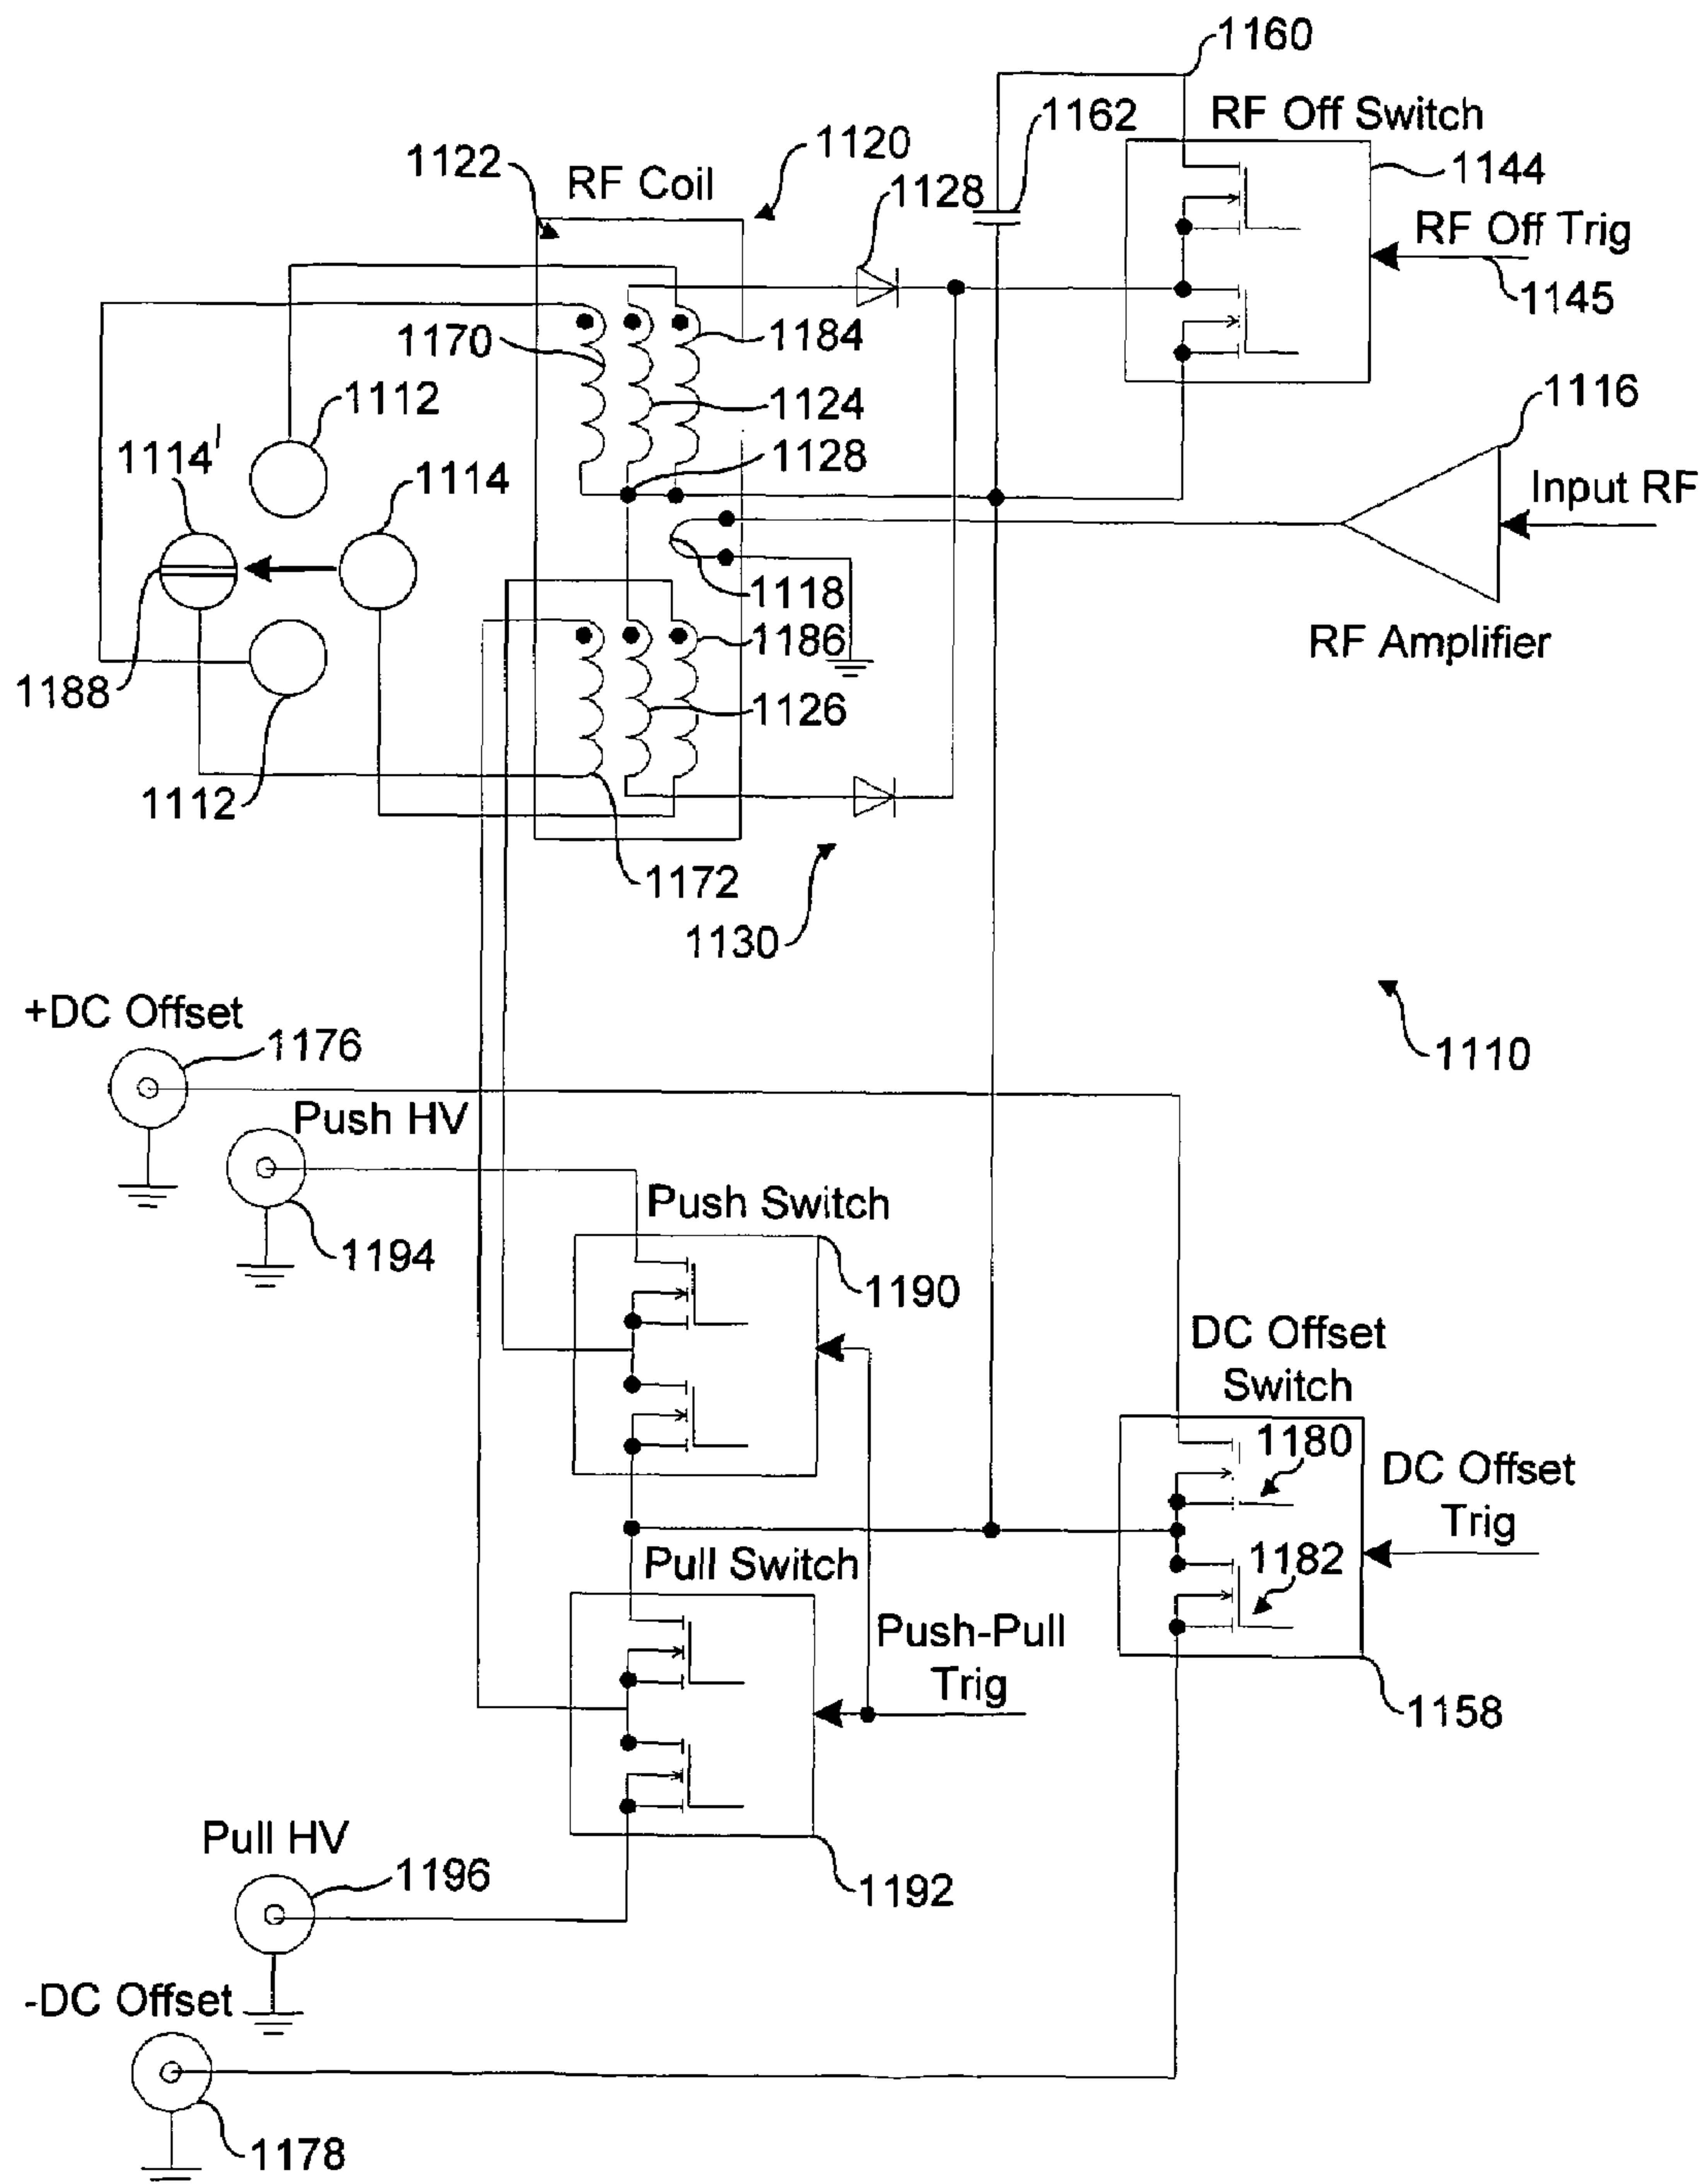 1160
RF Off Switch
1162
1120
1122
RF Coil
1128
1144
RF Off Trig
1145
1170
1184
1112
1124
1116
1114'
1128
1114
Input RF
1118
RF Amplifier
1186
1188
1126
1112
1172
1130
+DC Offset
1176
1110
Push HV
Push Switch
1194
1190
DC Offset
Switch
1180
DC Offset
Trig
1182
Pull Switch
Push-Pull
Trig
1158
Pull HV
1196
1192
-DC Offset
1178